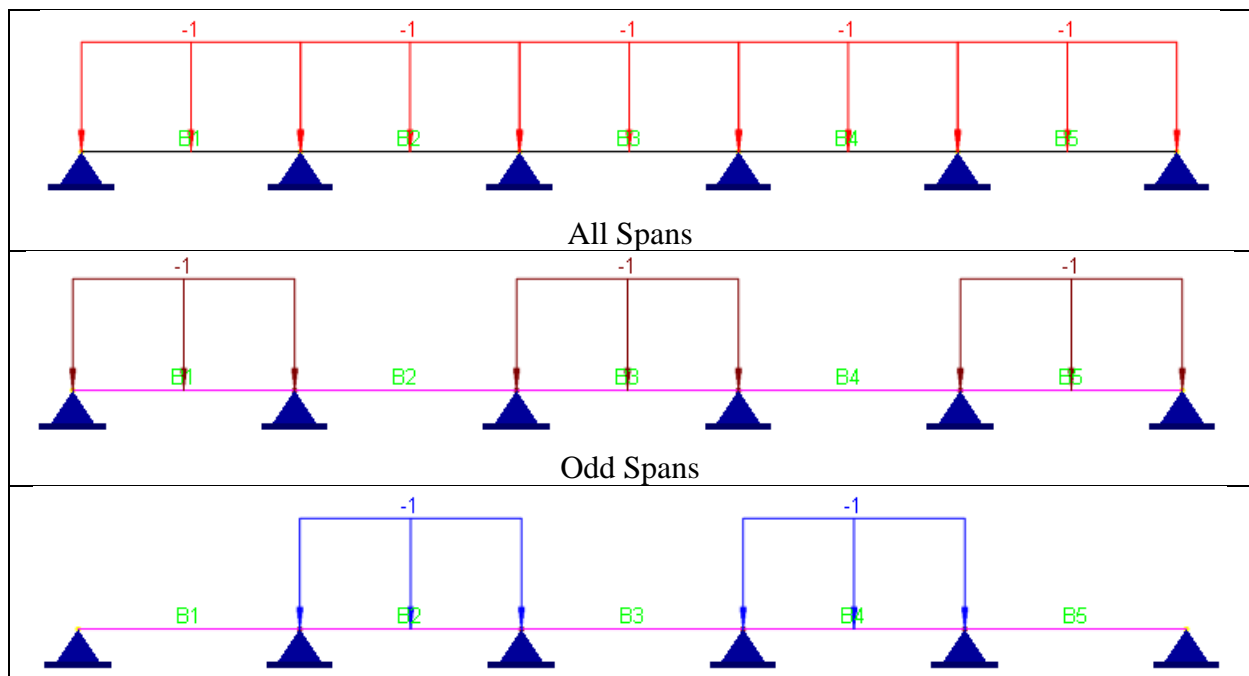 -1 -1 -1 -1 -1
B1 B2 B3 B4 B5
All Spans
-1 -1 -1
B1 B2 B3 B4 B5
Odd Spans
-1 -1
B1 B2 B3 B4 B5